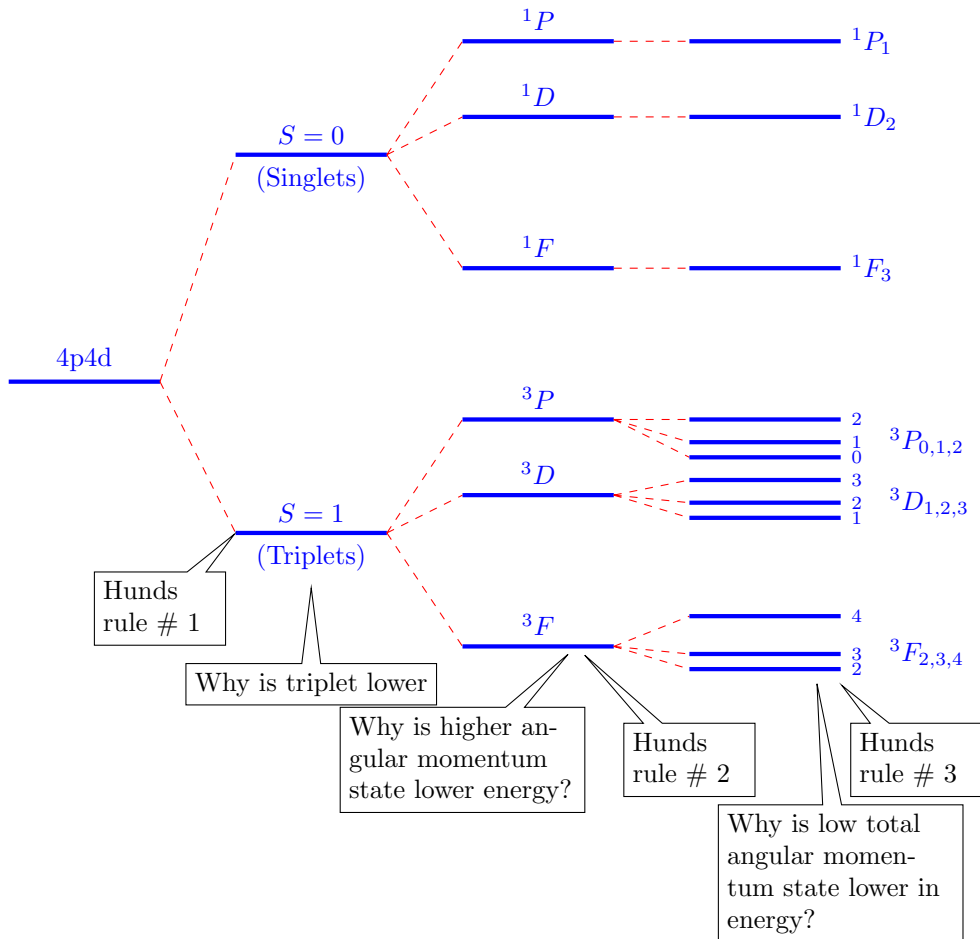 ¹P
¹P₁
¹D
¹D₂
S = 0
(Singlets)
¹F
¹F₃
4p4d
³P
2
1
0
³P₀,₁,₂
³D
3
2
1
³D₁,₂,₃
S = 1
(Triplets)
Hunds
rule # 1
³F
4
3
2
³F₂,₃,₄
Why is triplet lower
Why is higher an-
gular momentum
state lower energy?
Hunds
rule # 2
Hunds
rule # 3
Why is low total
angular momen-
tum state lower in
energy?